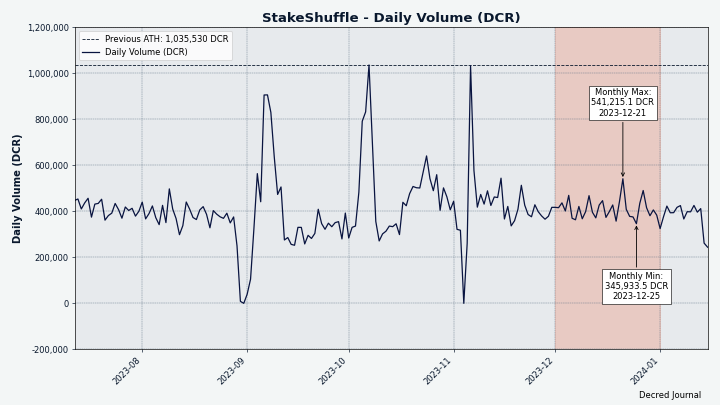 StakeShuffle - Daily Volume (DCR)
Previous ATH: 1,035,530 DCR
Daily Volume (DCR)
Daily Volume (DCR)
1,200,000
1,000,000
800,000
600,000
400,000
200,000
0
-200,000
Monthly Max:
541,215.1 DCR
2023-12-21
Monthly Min:
345,933.5 DCR
2023-12-25
2023-08
2023-09
2023-10
2023-11
2023-12
2024-01
Decred Journal